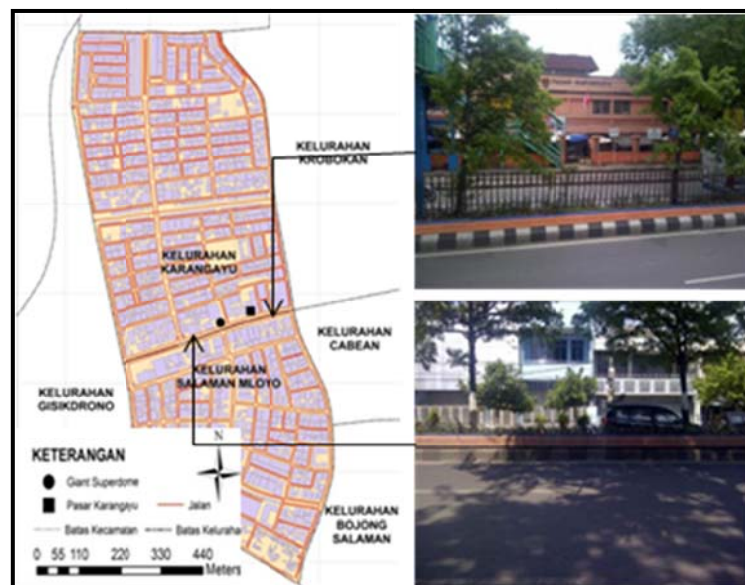 KELURAHAN
KROBOKAN
KELURAHAN
KARANGAYU
KELURAHAN
CABEAN
KELURAHAN
SALAMAN MLOYO
KELURAHAN
GISIKDRONO
KELURAHAN
BOJONG
SALAMAN
N
KETERANGAN
Giant Superdome
Pasar Karangayu
Jalan
Batas Kecamatan
Batas Kelurahan
0 55 110 220 330 440
Meters